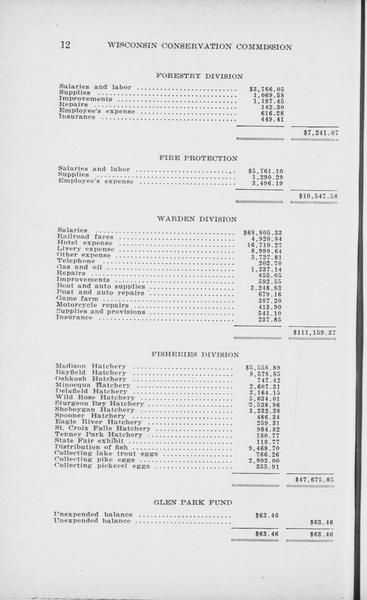 12 WISCONSIN CONSERVATION COMMISSION
FORESTRY DIVISION
Salaries and labor ........................ $3,766.05
Supplies ........................ 1,069.58
Improvements ........................ 1,197.45
Repairs ........................ 142.30
Employee's expense ........................ 616.28
Insurance ........................ 449.41
$7,241.07
FIRE PROTECTION
Salaries and labor ........................ $5,761.10
Supplies ........................ 1,290.29
Employee's expense ........................ 3,496.19
$10,547.58
WARDEN DIVISION
Salaries ........................ $68,805.33
Railroad fares ........................ 4,920.84
Hotel expense ........................ 16,710.27
Livery expense ........................ 8,999.64
Other expense ........................ 3,727.81
Telephone ........................ 202.70
Gas and oil ........................ 1,237.14
Repairs ........................ 455.05
Improvements ........................ 592.55
Boat and auto supplies ........................ 3,248.83
Boat and auto repairs ........................ 679.16
Game farm ........................ 387.20
Motorcycle repairs ........................ 413.90
Supplies and provisions ........................ 541.10
Insurance ........................ 237.85
$111,159.37
FISHERIES DIVISION
Madison Hatchery ........................ $5,558.89
Bayfield Hatchery ........................ 8,578.85
Oshkosh Hatchery ........................ 747.42
Minocqua Hatchery ........................ 2,607.31
Delafield Hatchery ........................ 3,164.15
Wild Rose Hatchery ........................ 5,634.01
Sturgeon Bay Hatchery ........................ 2,538.96
Sheboygan Hatchery ........................ 3,232.38
Spooner Hatchery ........................ 486.34
Eagle River Hatchery ........................ 259.31
St. Croix Falls Hatchery ........................ 984.82
Tenney Park Hatchery ........................ 180.77
State Fair exhibit ........................ 118.77
Distribution of fish ........................ 9,468.70
Collecting lake trout eggs ........................ 766.26
Collecting pike eggs ........................ 2,993.00
Collecting pickerel eggs ........................ 355.91
$47,675.85
GLEN PARK FUND
Unexpended balance ........................ $63.46
Unexpended balance ........................ $63.46
$63.46 $63.46